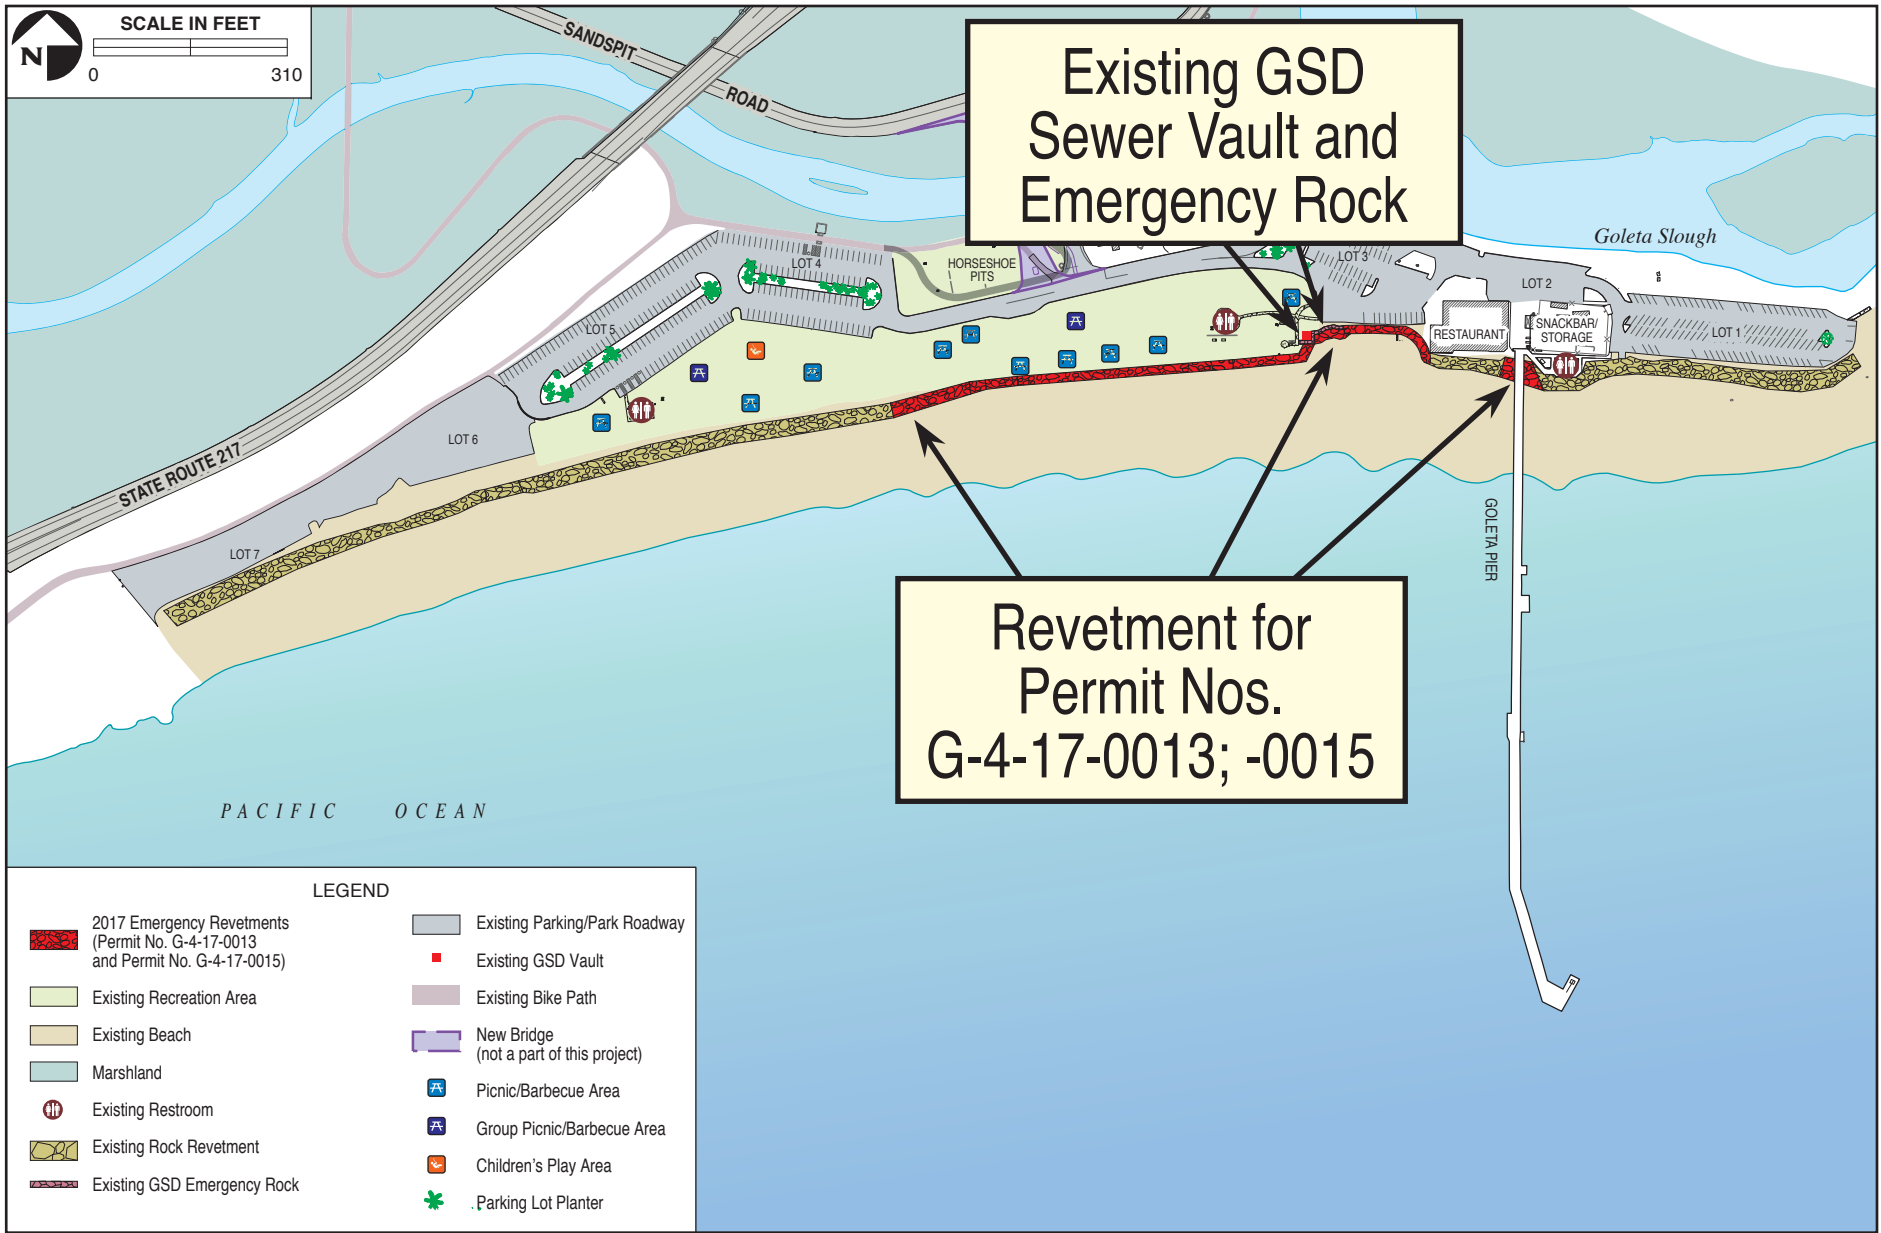 SCALE IN FEET
0 310
N
SANDSPIT
ROAD
Existing GSD
Sewer Vault and
Emergency Rock
Goleta Slough
LOT 3
LOT 4
HORSESHOE
PITS
LOT 2
LOT 5
RESTAURANT
SNACKBAR/
STORAGE
LOT 1
LOT 6
STATE ROUTE 217
LOT 7
GOLETA PIER
Revetment for
Permit Nos.
G-4-17-0013; -0015
PACIFIC OCEAN
LEGEND
2017 Emergency Revetments
(Permit No. G-4-17-0013
and Permit No. G-4-17-0015)
Existing Recreation Area
Existing Beach
Marshland
Existing Restroom
Existing Rock Revetment
Existing GSD Emergency Rock
Existing Parking/Park Roadway
Existing GSD Vault
Existing Bike Path
New Bridge
(not a part of this project)
Picnic/Barbecue Area
Group Picnic/Barbecue Area
Children's Play Area
Parking Lot Planter